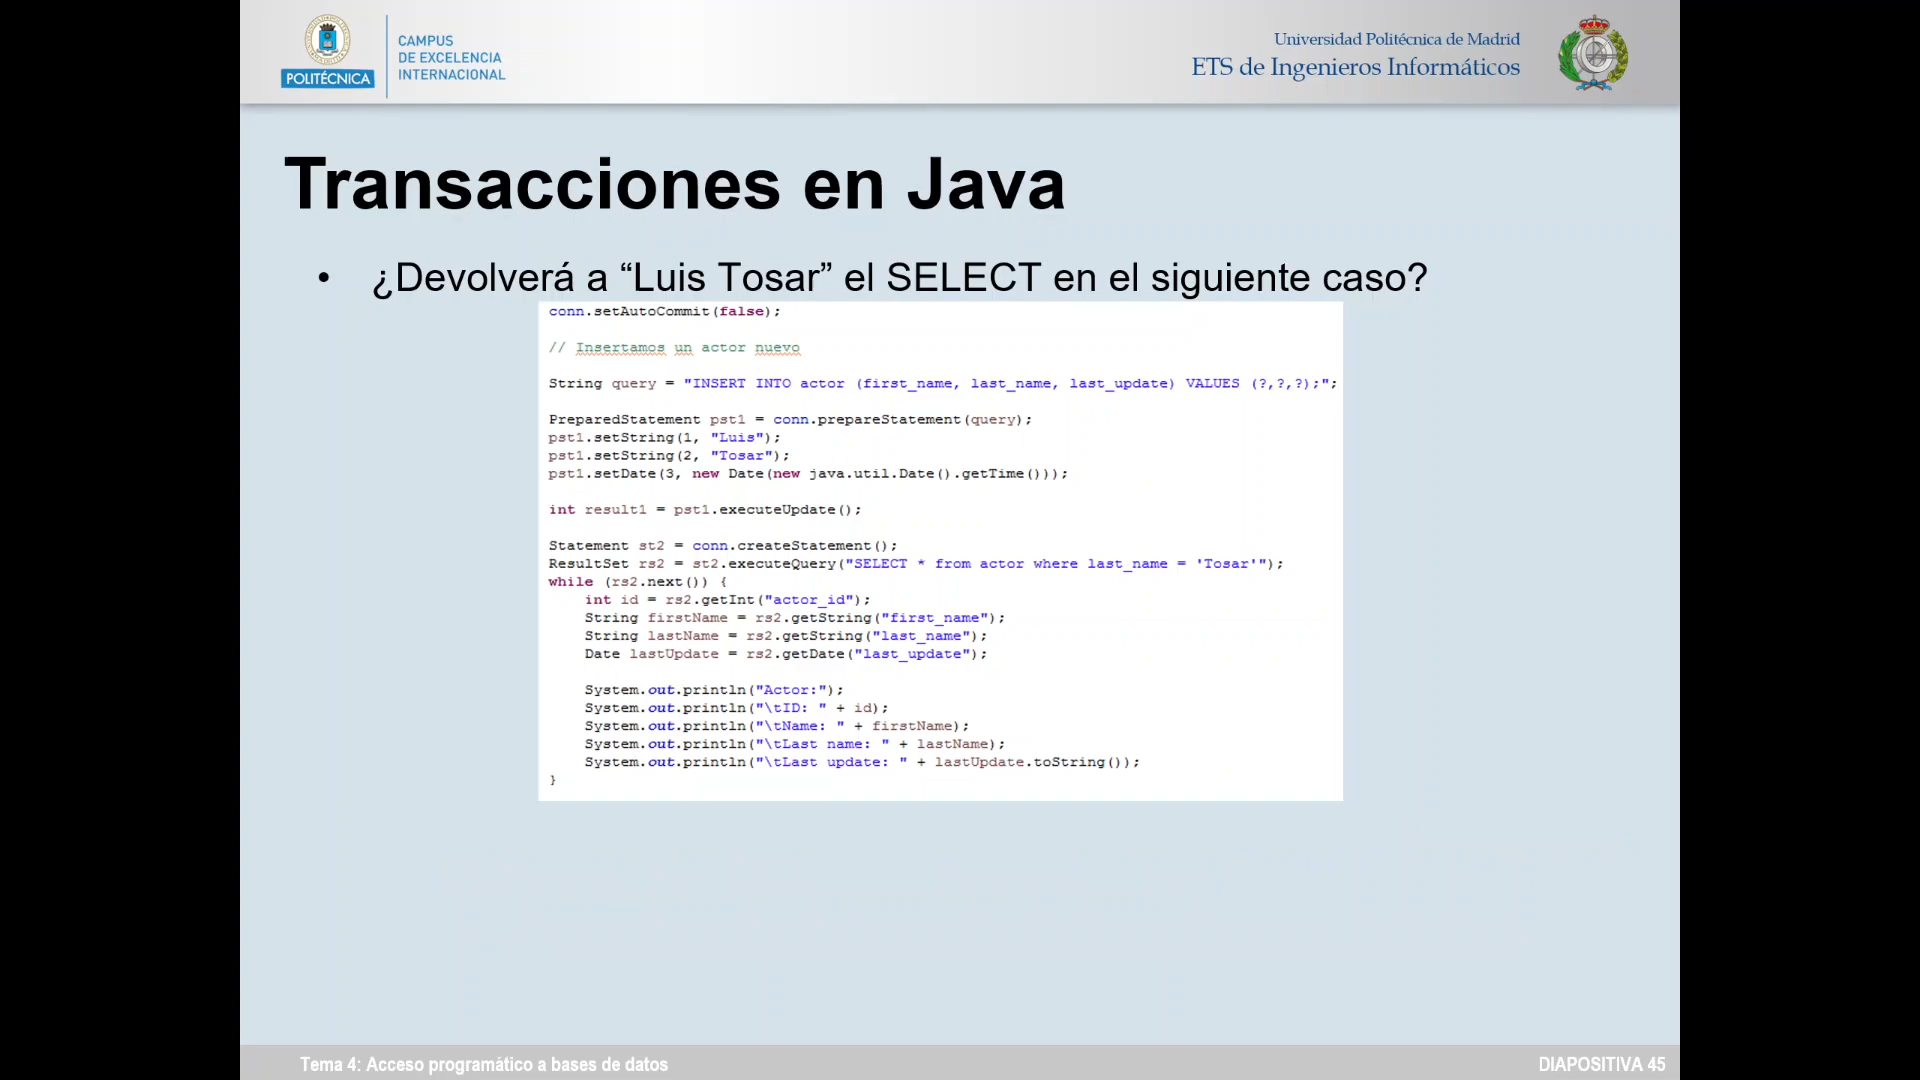 POLITÉCNICA
CAMPUS
DE EXCELENCIA
INTERNACIONAL
Universidad Politécnica de Madrid
ETS de Ingenieros Informáticos
Transacciones en Java
• ¿Devolverá a “Luis Tosar” el SELECT en el siguiente caso?
conn.setAutoCommit(false);
// Insertamos un actor nuevo
String query = "INSERT INTO actor (first_name, last_name, last_update) VALUES (?,?,?);";
PreparedStatement pst1 = conn.prepareStatement(query);
pst1.setString(1, "Luis");
pst1.setString(2, "Tosar");
pst1.setDate(3, new Date(new java.util.Date().getTime()));
int result1 = pst1.executeUpdate();
Statement st2 = conn.createStatement();
ResultSet rs2 = st2.executeQuery("SELECT * from actor where last_name = 'Tosar'");
while (rs2.next()) {
int id = rs2.getInt("actor_id");
String firstName = rs2.getString("first_name");
String lastName = rs2.getString("last_name");
Date lastUpdate = rs2.getDate("last_update");
System.out.println("Actor:");
System.out.println("\tID: " + id);
System.out.println("\tName: " + firstName);
System.out.println("\tLast name: " + lastName);
System.out.println("\tLast update: " + lastUpdate.toString());
}
Tema 4: Acceso programático a bases de datos
DIAPOSITIVA 45